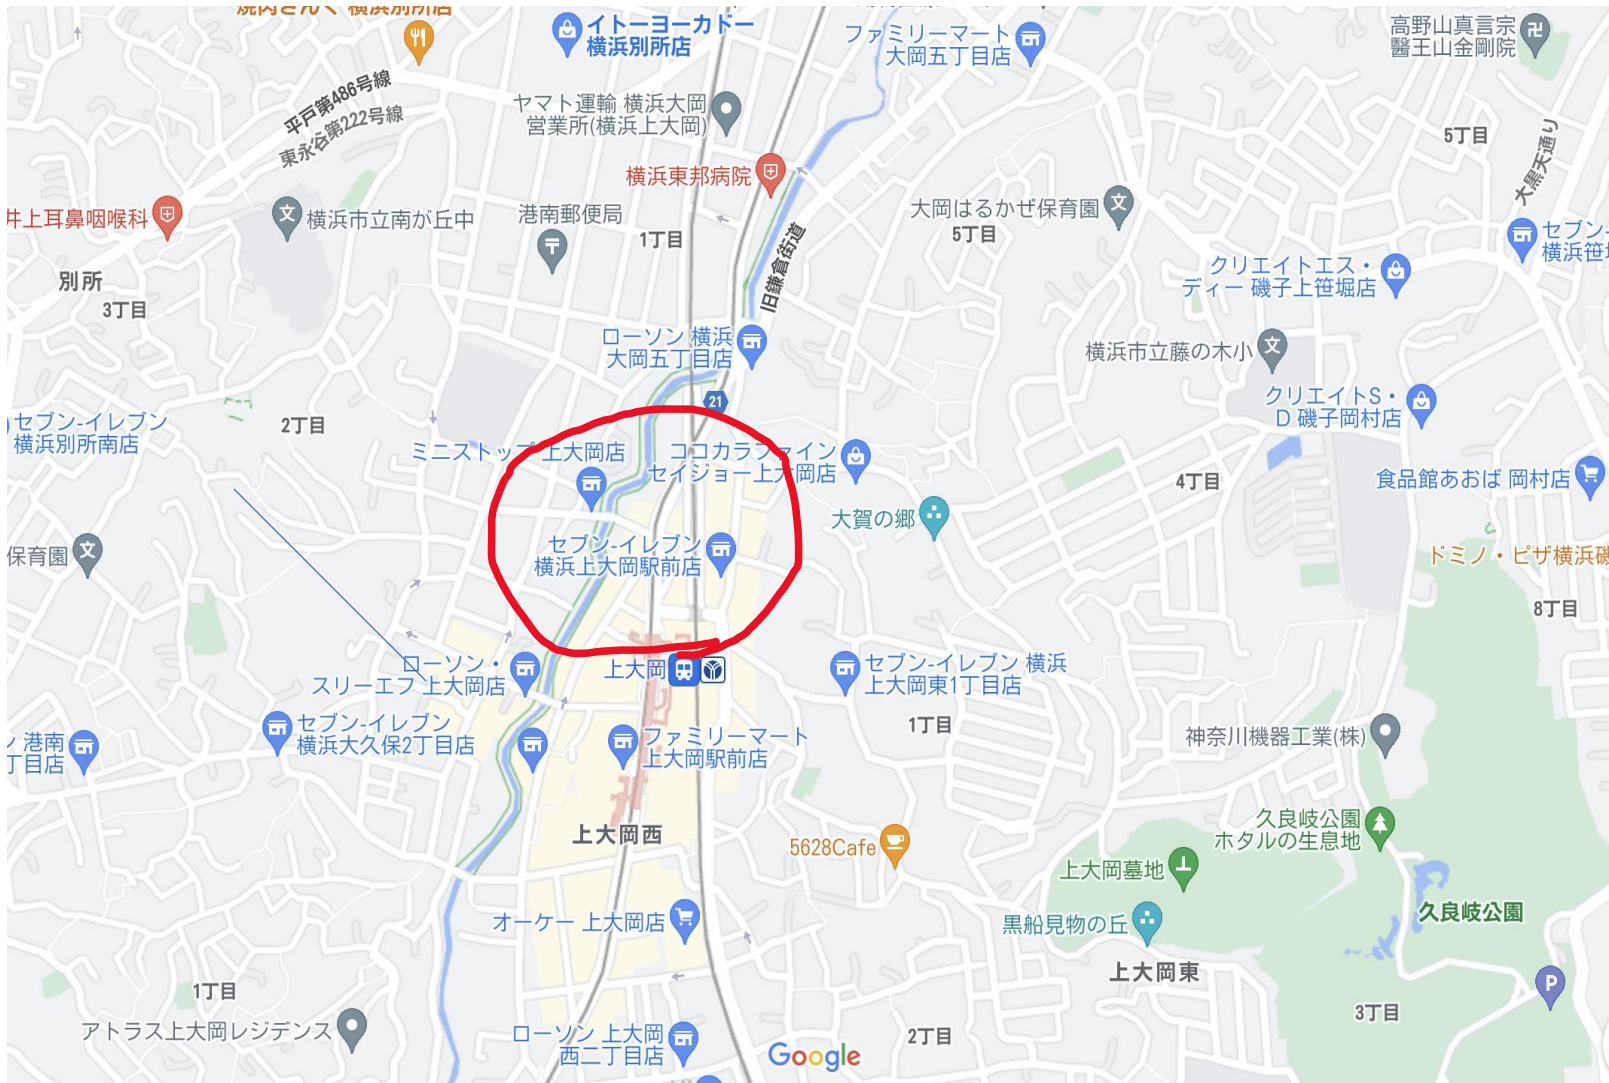 焼肉きんぐ 横浜別所店
イトーヨーカドー
横浜別所店
ファミリーマート
大岡五丁目店
高野山真言宗
醫王山金剛院
平戸第486号線
東永谷第222号線
ヤマト運輸 横浜大岡
営業所(横浜上大岡)
5丁目
大黒天通り
横浜東邦病院
井上耳鼻咽喉科
横浜市立南が丘中
港南郵便局
1丁目
大岡はるかぜ保育園
5丁目
セブン-
横浜笹堀
別所
3丁目
旧鎌倉街道
クリエイトエス・
ディー 磯子上笹堀店
ローソン 横浜
大岡五丁目店
横浜市立藤の木小
21
クリエイトS・
D 磯子岡村店
セブン-イレブン
横浜別所南店
2丁目
ミニストップ 上大岡店
ココカラファイン
セイジョー上大岡店
4丁目
食品館あおば 岡村店
大賀の郷
保育園
セブン-イレブン
横浜上大岡駅前店
ドミノ・ピザ横浜磯
8丁目
ローソン・
スリーエフ 上大岡店
上大岡
セブン-イレブン 横浜
上大岡東1丁目店
セブン-イレブン
横浜大久保2丁目店
ン 港南
丁目店
ファミリーマート
上大岡駅前店
1丁目
神奈川機器工業(株)
上大岡西
5628Cafe
久良岐公園
ホタルの生息地
上大岡墓地
オーケー 上大岡店
黒船見物の丘
久良岐公園
上大岡東
1丁目
P
アトラス上大岡レジデンス
ローソン 上大岡
西二丁目店
Google
2丁目
3丁目